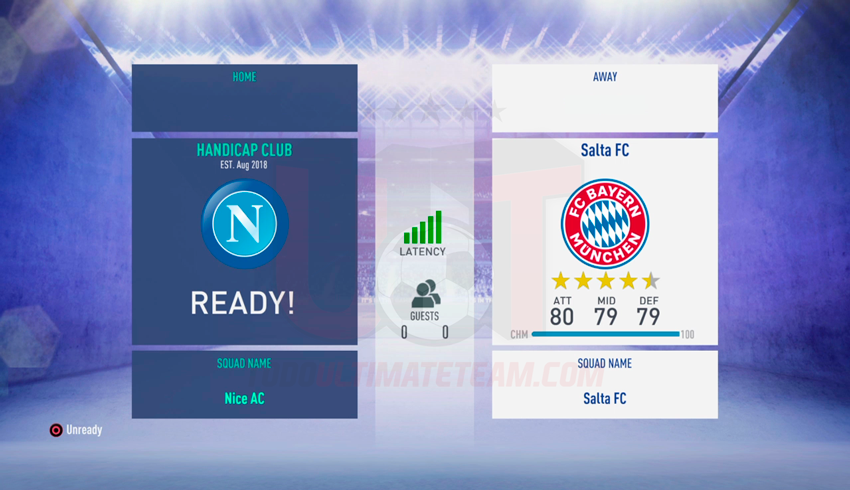 HOME
HANDICAP CLUB
EST. Aug 2018
N
READY!
SQUAD NAME
Nice AC
LATENCY
GUESTS
0 0
AWAY
Salta FC
FC BAYERN
MÜNCHEN
ATT MID DEF
80 79 79
CHM 100
SQUAD NAME
Salta FC
ULTIMATETEAM.COM
Unready